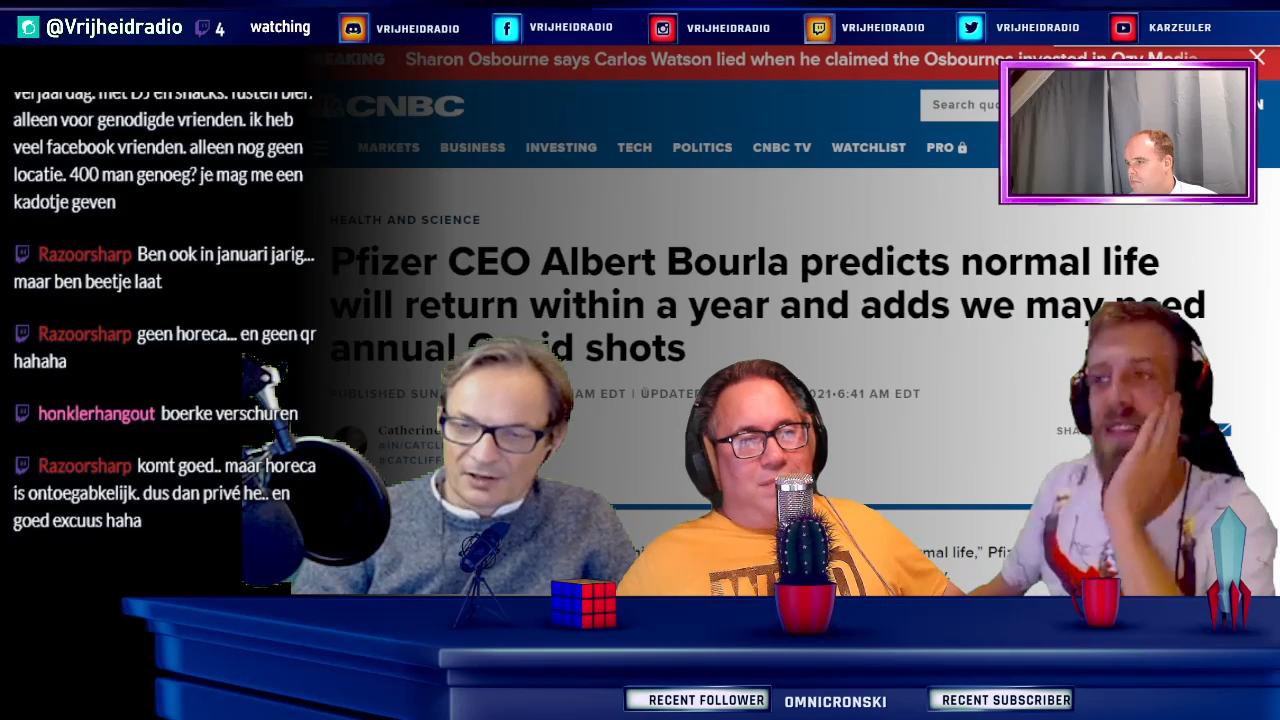 @Vrijheidradio 4 watching
VRIJHEIDRADIO VRIJHEIDRADIO VRIJHEIDRADIO VRIJHEIDRADIO VRIJHEIDRADIO KARZEULER
verjaardag. met DJ en snacks. fusten bier.
alleen voor genodigde vrienden. ik heb
veel facebook vrienden. alleen nog geen
locatie. 400 man genoeg? je mag me een
kadotje geven
Razoorsharp Ben ook in januari jarig...
maar ben beetje laat
Razoorsharp geen horeca... en geen qr
hahaha
honklerhangout boerke verschuren
Razoorsharp komt goed.. maar horeca
is ontoegabkelijk. dus dan privé he.. en
goed excuus haha
Sharon Osbourne says Carlos Watson lied when he claimed the Osbournes invested in Ozy Media
CNBC
Search
MARKETS BUSINESS INVESTING TECH POLITICS CNBC TV WATCHLIST PRO
HEALTH AND SCIENCE
Pfizer CEO Albert Bourla predicts normal life
will return within a year and adds we may need
annual Covid shots
PUBLISHED AM EDT 2021 • 6:41 AM EDT
Catherine
RECENT FOLLOWER OMNICRONSKI RECENT SUBSCRIBER